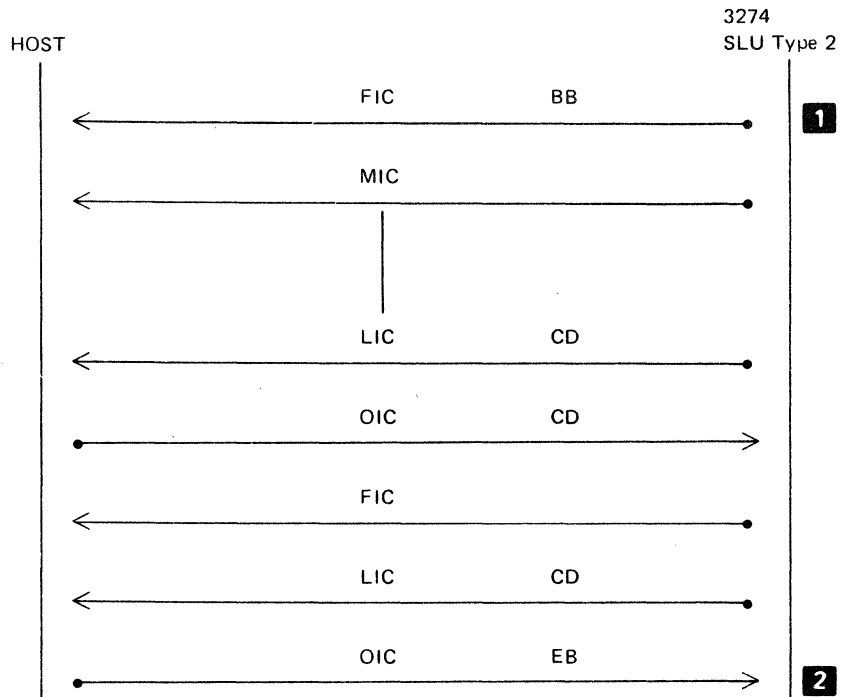 3274
HOST SLU Type 2
FIC BB 1
MIC
LIC CD
OIC CD
FIC
LIC CD
OIC EB 2